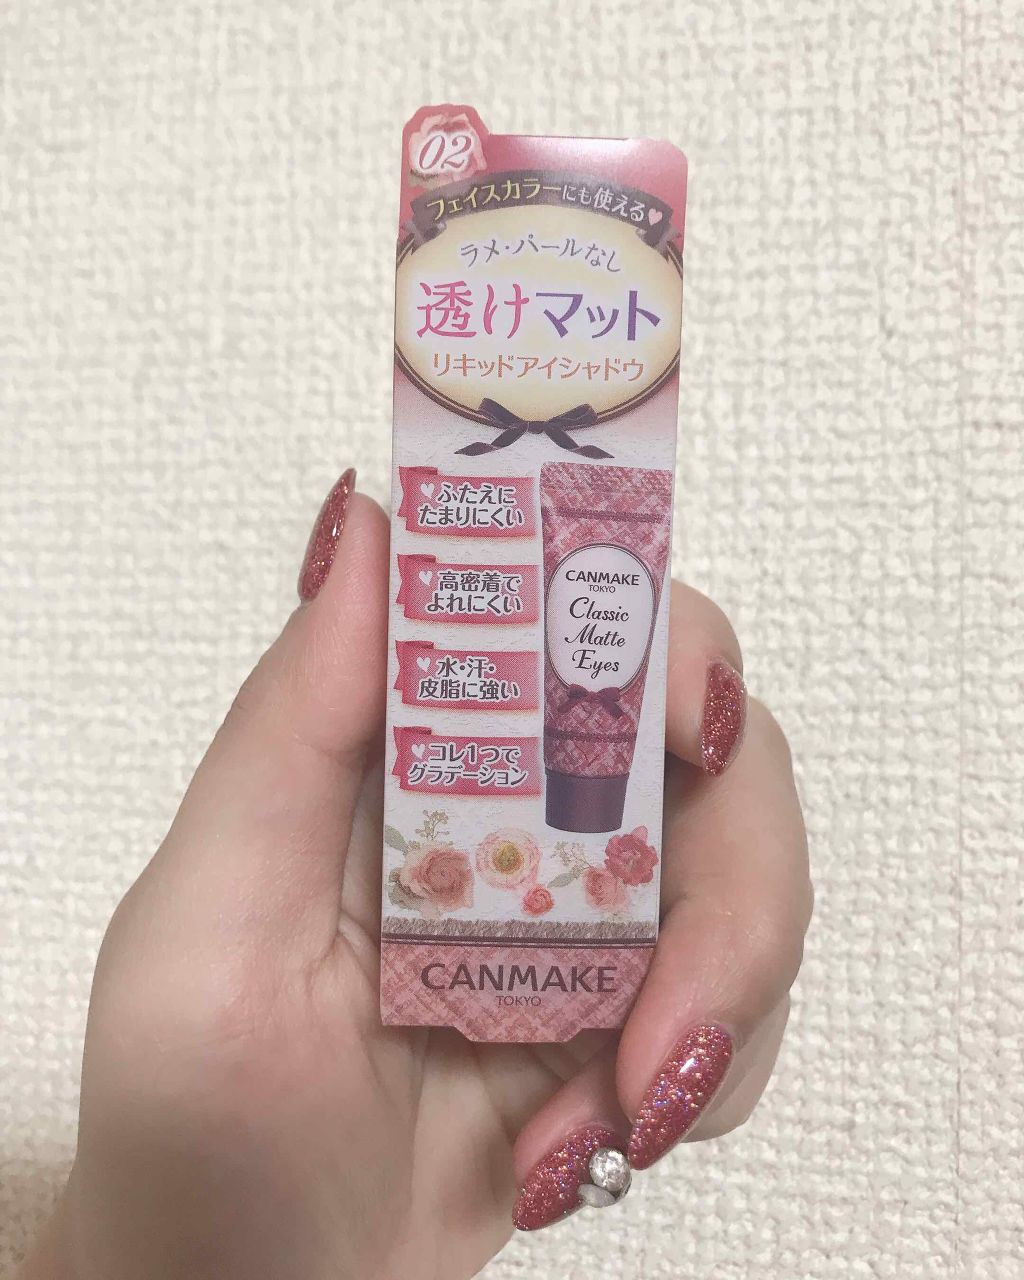 02
フェイスカラーにも使える♥
ラメ・パールなし
透けマット
リキッドアイシャドウ
♥ふたえに
たまりにくい
♥高密着で
よれにくい
♥水・汗・
皮脂に強い
♥コレ1つで
グラデーション
CANMAKE
TOKYO
Classic
Matte
Eyes
CANMAKE
TOKYO